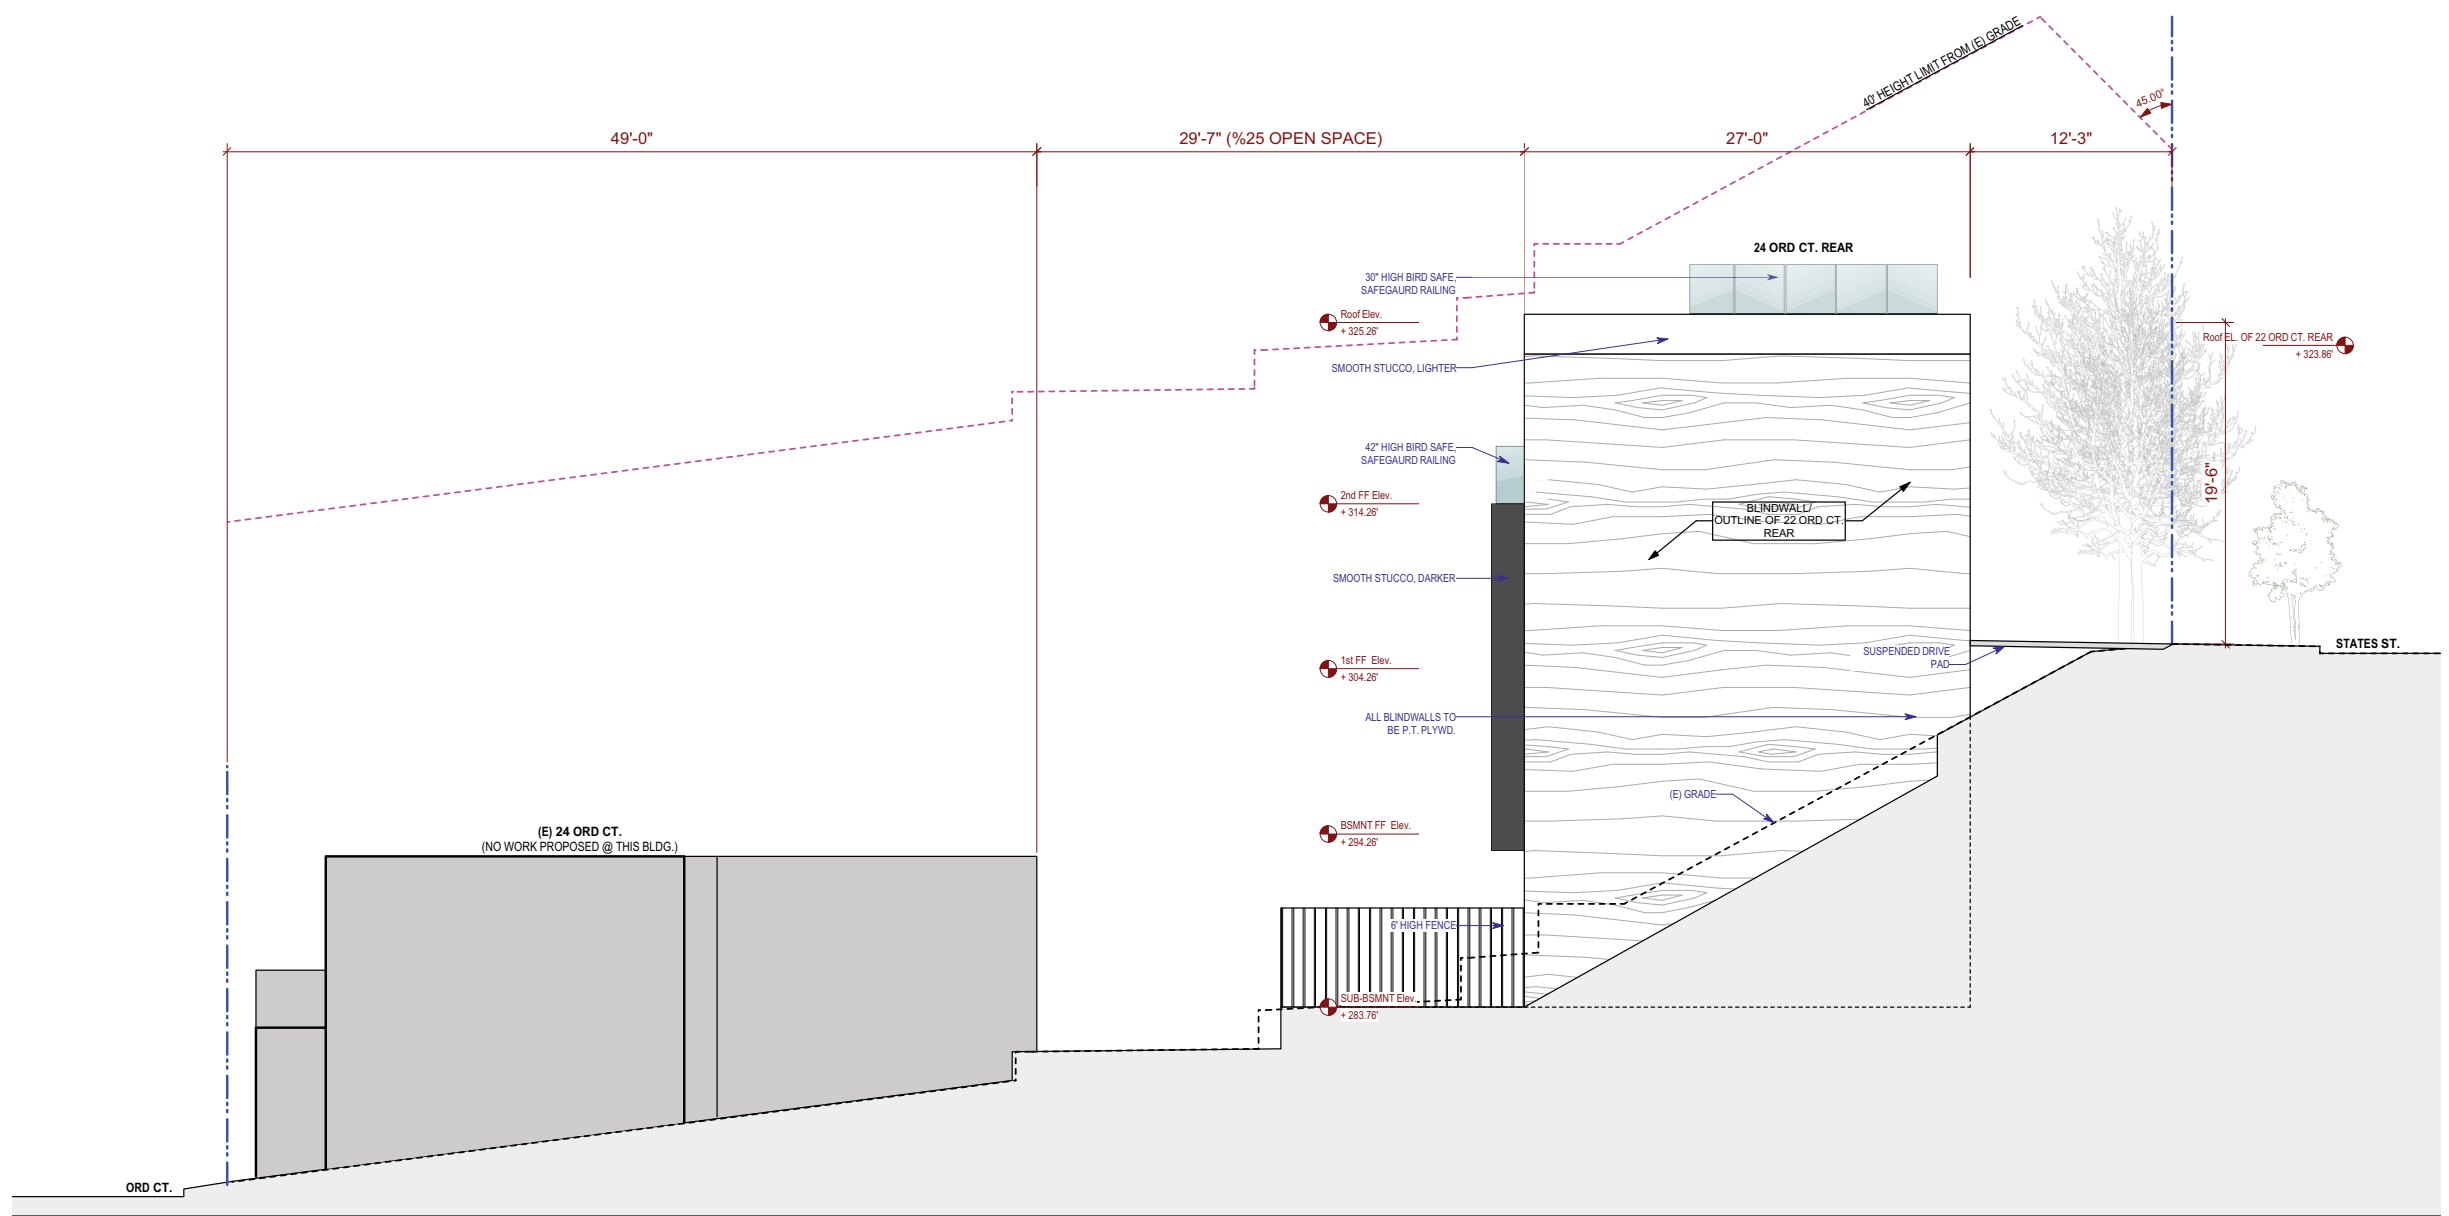 40' HEIGHT LIMIT FROM (E) GRADE
45.00°
49'-0"
29'-7" (%25 OPEN SPACE)
27'-0"
12'-3"
24 ORD CT. REAR
30" HIGH BIRD SAFE,
SAFEGAURD RAILING
Roof Elev.
+ 325.26'
Roof EL. OF 22 ORD CT. REAR
+ 323.86'
SMOOTH STUCCO, LIGHTER
42" HIGH BIRD SAFE,
SAFEGAURD RAILING
19'-6"
2nd FF Elev.
+ 314.26'
BLINDWALL/
OUTLINE OF 22 ORD CT.
REAR
SMOOTH STUCCO, DARKER
STATES ST.
SUSPENDED DRIVE
PAD
1st FF Elev.
+ 304.26'
ALL BLINDWALLS TO
BE P.T. PLYWD.
(E) GRADE
BSMNT FF Elev.
+ 294.26'
(E) 24 ORD CT.
(NO WORK PROPOSED @ THIS BLDG.)
6' HIGH FENCE
SUB-BSMNT Elev.
+ 283.76'
ORD CT.